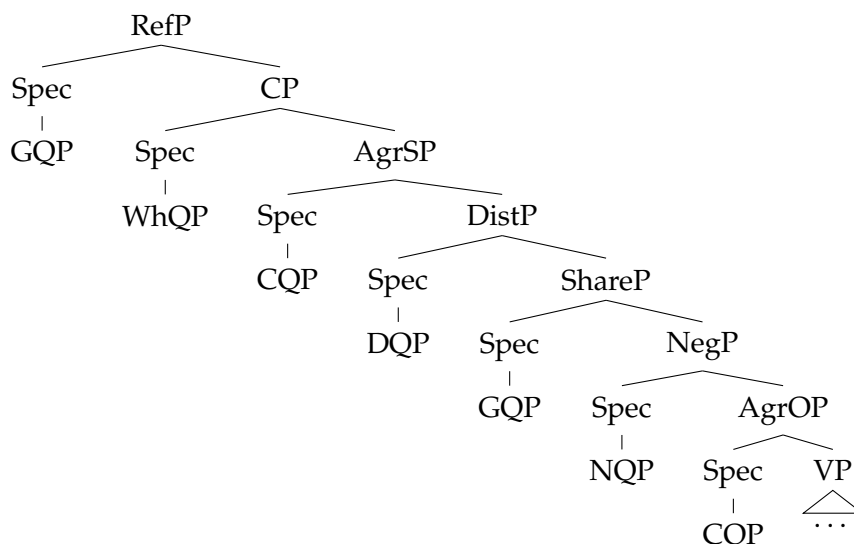 RefP
Spec CP
GQP Spec AgrSP
WhQP Spec DistP
CQP Spec ShareP
DQP Spec NegP
GQP Spec AgrOP
NQP Spec VP
CQP ...